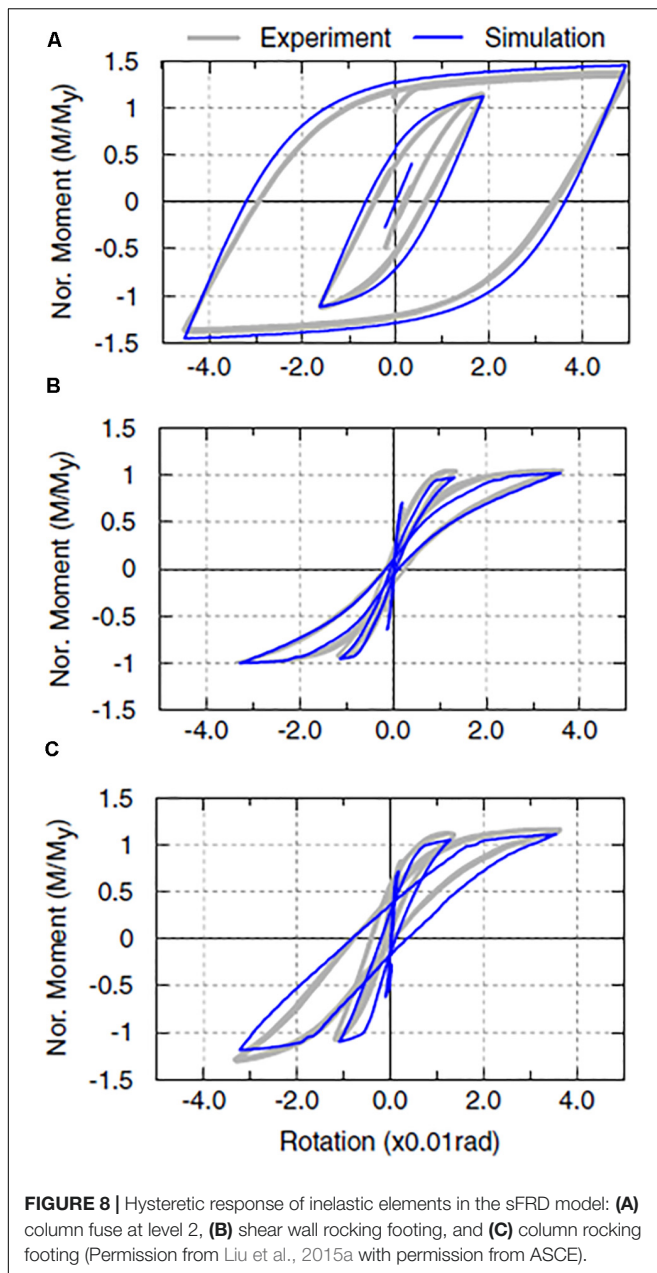 A
Experiment Simulation
Nor. Moment (M/My)
1.5
1
0.5
0
-0.5
-1
-1.5
-4.0 -2.0 0.0 2.0 4.0
B
Nor. Moment (M/My)
1.5
1
0.5
0
-0.5
-1
-1.5
-4.0 -2.0 0.0 2.0 4.0
C
Nor. Moment (M/My)
1.5
1
0.5
0
-0.5
-1
-1.5
-4.0 -2.0 0.0 2.0 4.0
Rotation (x0.01rad)
FIGURE 8 | Hysteretic response of inelastic elements in the sFRD model: (A)
column fuse at level 2, (B) shear wall rocking footing, and (C) column rocking
footing (Permission from Liu et al., 2015a with permission from ASCE).